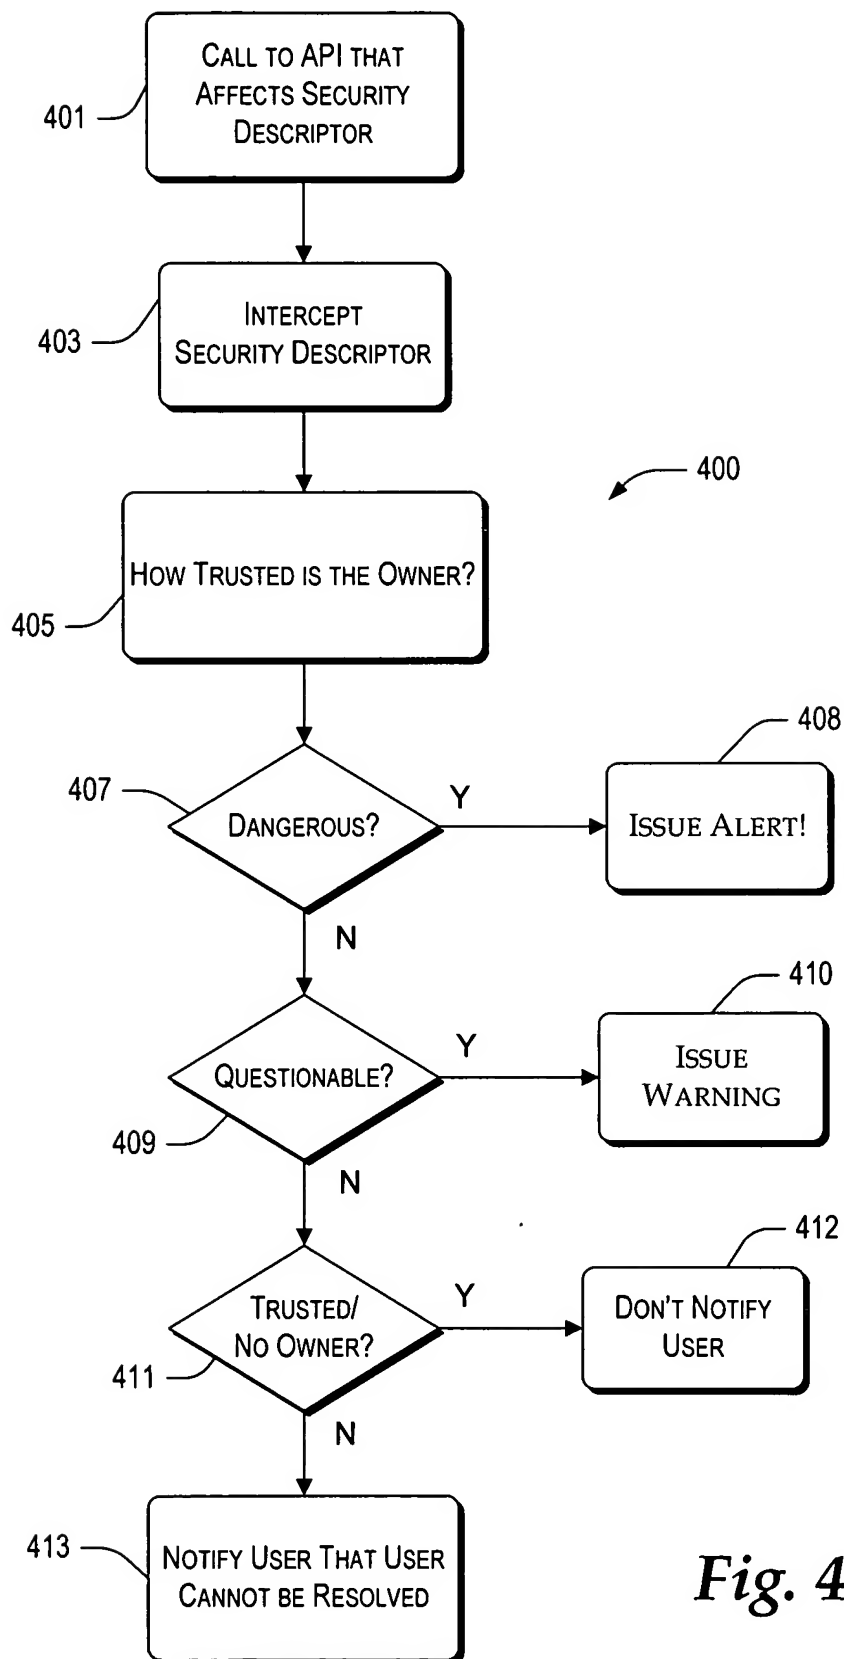 CALL TO API THAT
AFFECTS SECURITY
DESCRIPTOR
401
INTERCEPT
SECURITY DESCRIPTOR
403
400
HOW TRUSTED IS THE OWNER?
405
408
407
DANGEROUS?
Y
ISSUE ALERT!
N
410
QUESTIONABLE?
Y
ISSUE
WARNING
409
N
412
TRUSTED/
NO OWNER?
Y
DON'T NOTIFY
USER
411
N
413
NOTIFY USER THAT USER
CANNOT BE RESOLVED
Fig. 4